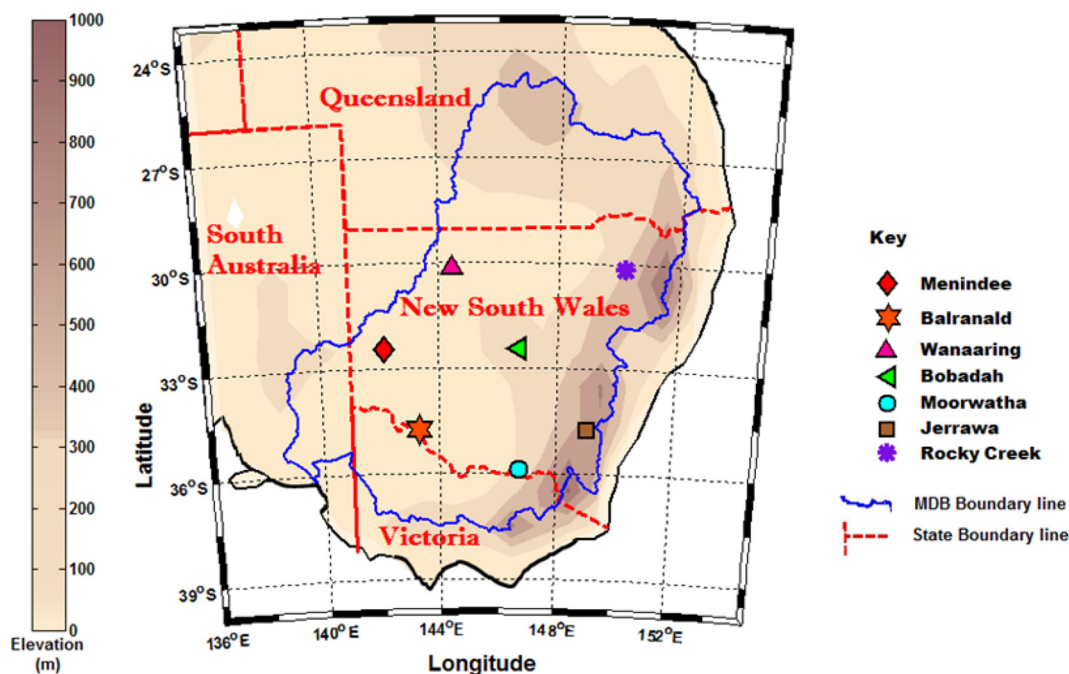 1000
900
800
700
600
500
400
300
200
100
0
Elevation
(m)
24°S
27°S
30°S
33°S
36°S
39°S
Latitude
136°E
140°E
144°E
148°E
152°E
Longitude
Queensland
South
Australia
New South Wales
Victoria
Key
Menindee
Balranald
Wanaaring
Bobadah
Moorwatha
Jerrawa
Rocky Creek
MDB Boundary line
State Boundary line